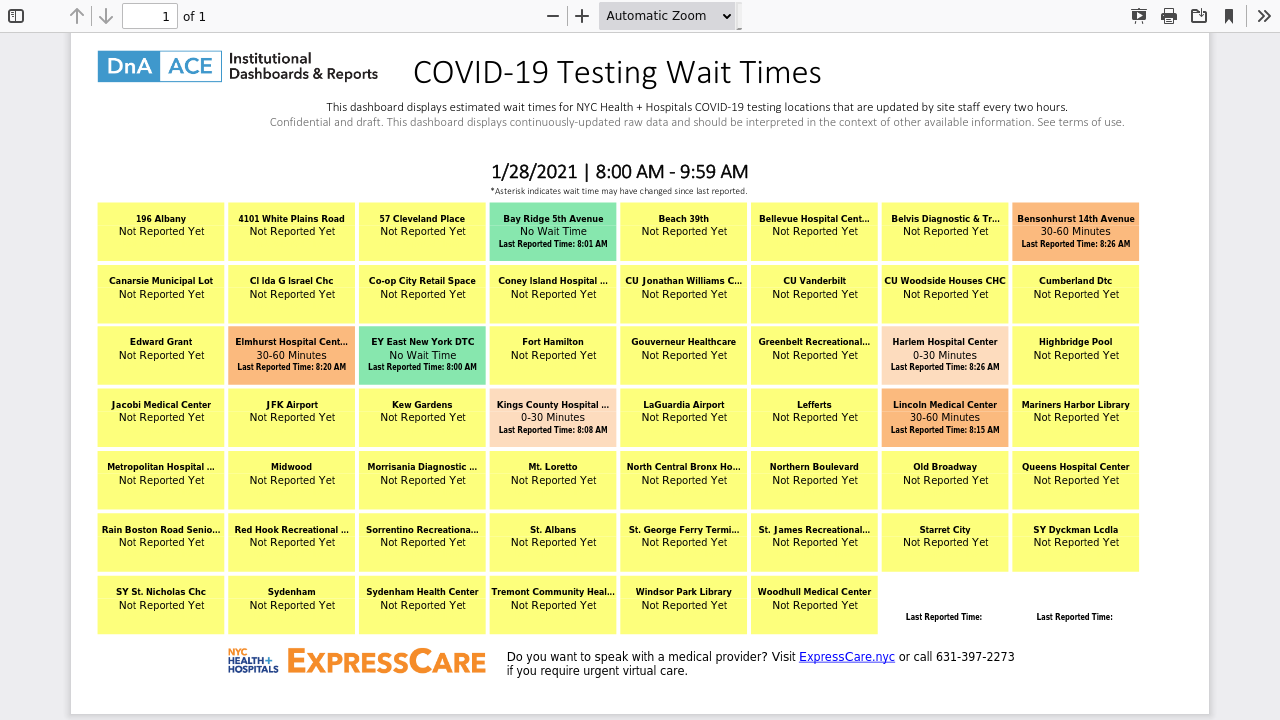 1 of 1
Automatic Zoom
DnA ACE Institutional Dashboards & Reports
COVID-19 Testing Wait Times
This dashboard displays estimated wait times for NYC Health + Hospitals COVID-19 testing locations that are updated by site staff every two hours.
Confidential and draft. This dashboard displays continuously-updated raw data and should be interpreted in the context of other available information. See terms of use.
1/28/2021 | 8:00 AM - 9:59 AM
*Asterisk indicates wait time may have changed since last reported.
196 Albany
Not Reported Yet
4101 White Plains Road
Not Reported Yet
57 Cleveland Place
Not Reported Yet
Bay Ridge 5th Avenue
No Wait Time
Last Reported Time: 8:01 AM
Beach 39th
Not Reported Yet
Bellevue Hospital Cent...
Not Reported Yet
Belvis Diagnostic & Tr...
Not Reported Yet
Bensonhurst 14th Avenue
30-60 Minutes
Last Reported Time: 8:26 AM
Canarsie Municipal Lot
Not Reported Yet
Cl Ida G Israel Chc
Not Reported Yet
Co-op City Retail Space
Not Reported Yet
Coney Island Hospital ...
Not Reported Yet
CU Jonathan Williams C...
Not Reported Yet
CU Vanderbilt
Not Reported Yet
CU Woodside Houses CHC
Not Reported Yet
Cumberland Dtc
Not Reported Yet
Edward Grant
Not Reported Yet
Elmhurst Hospital Cent...
30-60 Minutes
Last Reported Time: 8:20 AM
EY East New York DTC
No Wait Time
Last Reported Time: 8:00 AM
Fort Hamilton
Not Reported Yet
Gouverneur Healthcare
Not Reported Yet
Greenbelt Recreational...
Not Reported Yet
Harlem Hospital Center
0-30 Minutes
Last Reported Time: 8:26 AM
Highbridge Pool
Not Reported Yet
Jacobi Medical Center
Not Reported Yet
JFK Airport
Not Reported Yet
Kew Gardens
Not Reported Yet
Kings County Hospital ...
0-30 Minutes
Last Reported Time: 8:08 AM
LaGuardia Airport
Not Reported Yet
Lefferts
Not Reported Yet
Lincoln Medical Center
30-60 Minutes
Last Reported Time: 8:15 AM
Mariners Harbor Library
Not Reported Yet
Metropolitan Hospital ...
Not Reported Yet
Midwood
Not Reported Yet
Morrisania Diagnostic ...
Not Reported Yet
Mt. Loretto
Not Reported Yet
North Central Bronx Ho...
Not Reported Yet
Northern Boulevard
Not Reported Yet
Old Broadway
Not Reported Yet
Queens Hospital Center
Not Reported Yet
Rain Boston Road Senio...
Not Reported Yet
Red Hook Recreational ...
Not Reported Yet
Sorrentino Recreationa...
Not Reported Yet
St. Albans
Not Reported Yet
St. George Ferry Termi...
Not Reported Yet
St. James Recreational...
Not Reported Yet
Starret City
Not Reported Yet
SY Dyckman Lcdla
Not Reported Yet
SY St. Nicholas Chc
Not Reported Yet
Sydenham
Not Reported Yet
Sydenham Health Center
Not Reported Yet
Tremont Community Heal...
Not Reported Yet
Windsor Park Library
Not Reported Yet
Woodhull Medical Center
Not Reported Yet
Last Reported Time:
Last Reported Time:
NYC
HEALTH+
HOSPITALS
EXPRESSCARE
Do you want to speak with a medical provider? Visit ExpressCare.nyc or call 631-397-2273
if you require urgent virtual care.